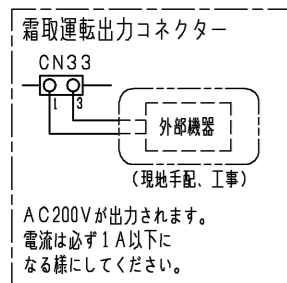 霜取運転出力コネクター
CN33
1 3
外部機器
(現地手配、工事)
AC200Vが出力されます。
電流は必ず1A以下に
なる様にしてください。